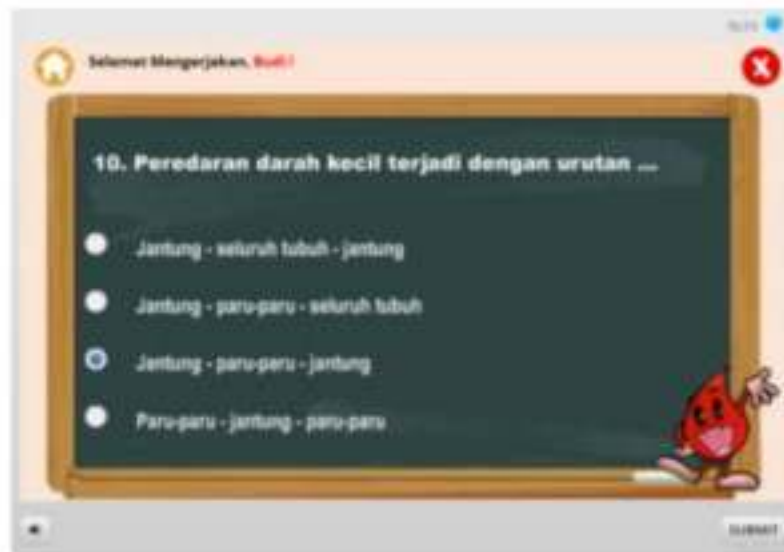 Selamat Mengerjakan, Budi !
10. Peredaran darah kecil terjadi dengan urutan ...
Jantung - seluruh tubuh - jantung
Jantung - paru-paru - seluruh tubuh
Jantung - paru-paru - jantung
Paru-paru - jantung - paru-paru
SUBMIT